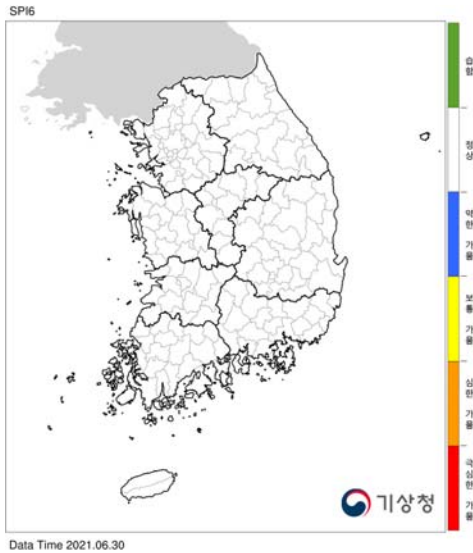 SPI6
습함
정상
약한 가뭄
보통 가뭄
심한 가뭄
극심한 가뭄
기상청
Data Time 2021.06.30